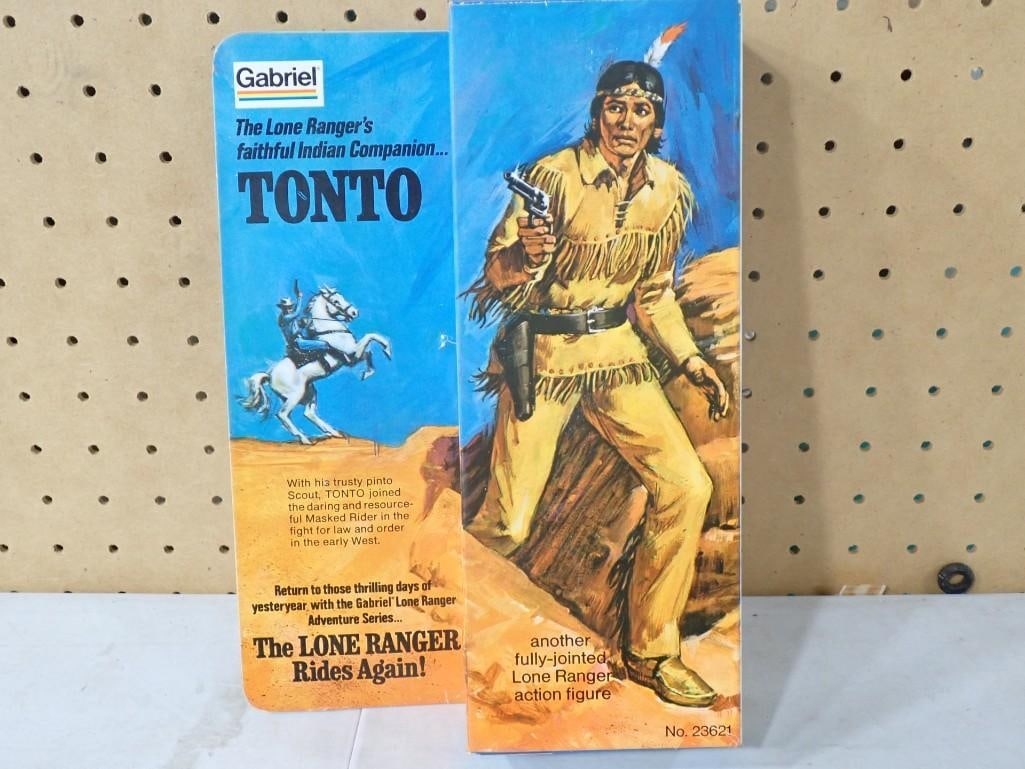 Gabriel®
The Lone Ranger's
faithful Indian Companion...
TONTO
With his trusty pinto
Scout, TONTO joined
the daring and resource-
ful Masked Rider in the
fight for law and order
in the early West.
Return to those thrilling days of
yesteryear with the Gabriel® Lone Ranger
Adventure Series...
The LONE RANGER
Rides Again!
another
fully-jointed
Lone Ranger
action figure
No. 23621